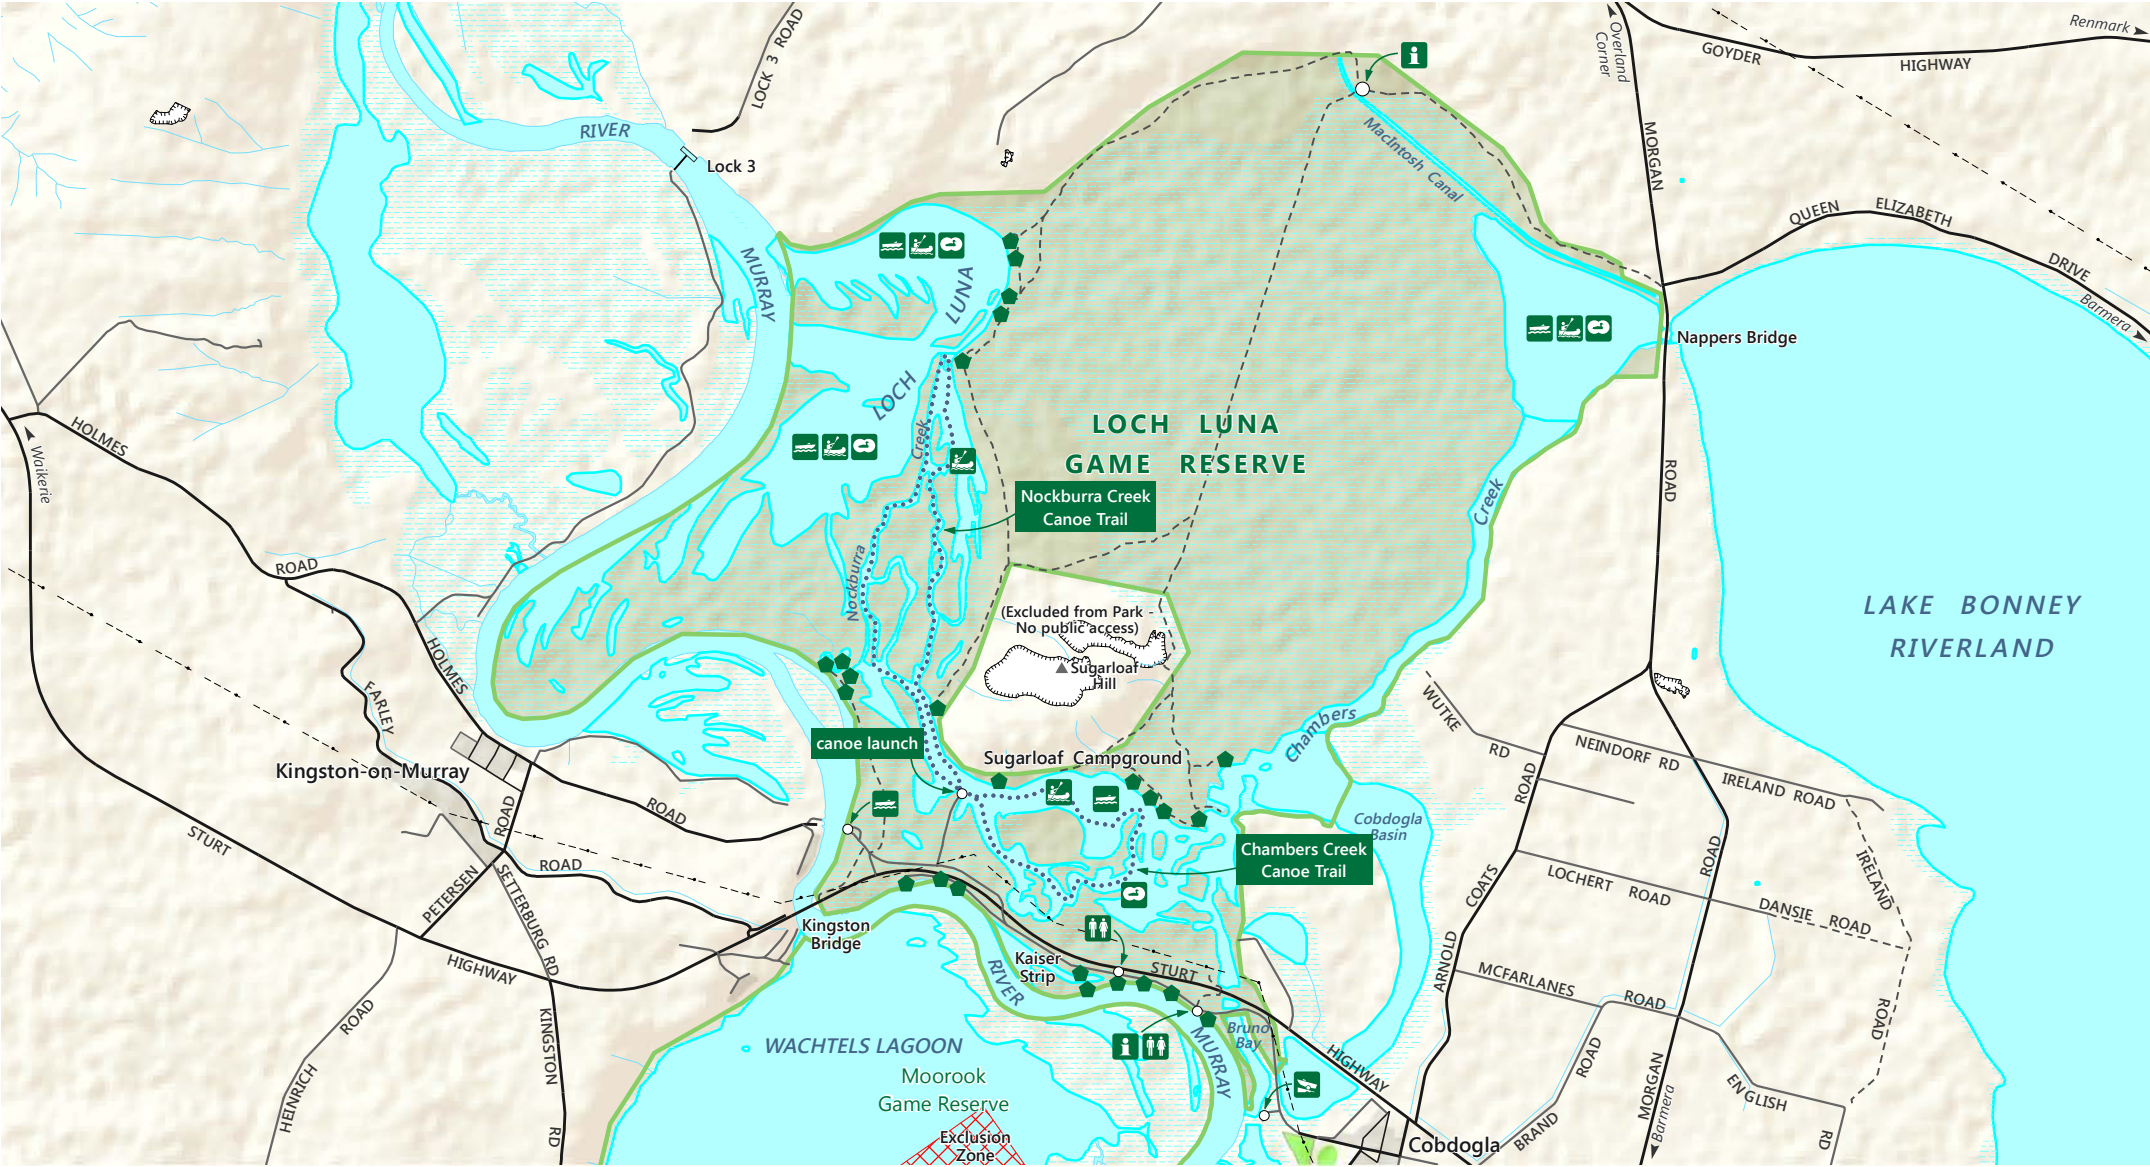 Renmark
Overland
Corner
GOYDER
HIGHWAY
LOCK 3 ROAD
RIVER
Lock 3
MacIntosh Canal
MORGAN
QUEEN
ELIZABETH
DRIVE
Barmera
MURRAY
LUNA
LOCH
Nappers Bridge
HOLMES
Waikerie
Creek
LOCH LUNA
GAME RESERVE
Nockburra Creek
Canoe Trail
Creek
ROAD
ROAD
Nockburra
(Excluded from Park -
No public access)
Sugarloaf
Hill
LAKE BONNEY
RIVERLAND
HOLMES
FARLEY
canoe launch
Sugarloaf Campground
Chambers
WUTKE
RD
NEINDORF RD
IRELAND ROAD
Kingston-on-Murray
ROAD
ROAD
ROAD
Cobdogla
Basin
STURT
ROAD
Chambers Creek
Canoe Trail
ROAD
IRELAND
PETERSEN
SETTERBURG RD
COATS
LOCHERT ROAD
DANSIE ROAD
Kingston
Bridge
HIGHWAY
Kaiser
Strip
RIVER
STURT
ARNOLD
MCFARLANES
ROAD
ROAD
ROAD
KINGSTON
RD
HEINRICH
WACHTELS LAGOON
Moorook
Game Reserve
Exclusion
Zone
MURRAY
Bruno
Bay
HIGHWAY
ROAD
BRAND
MORGAN
Barmera
ENGLISH
RD
Cobdogla